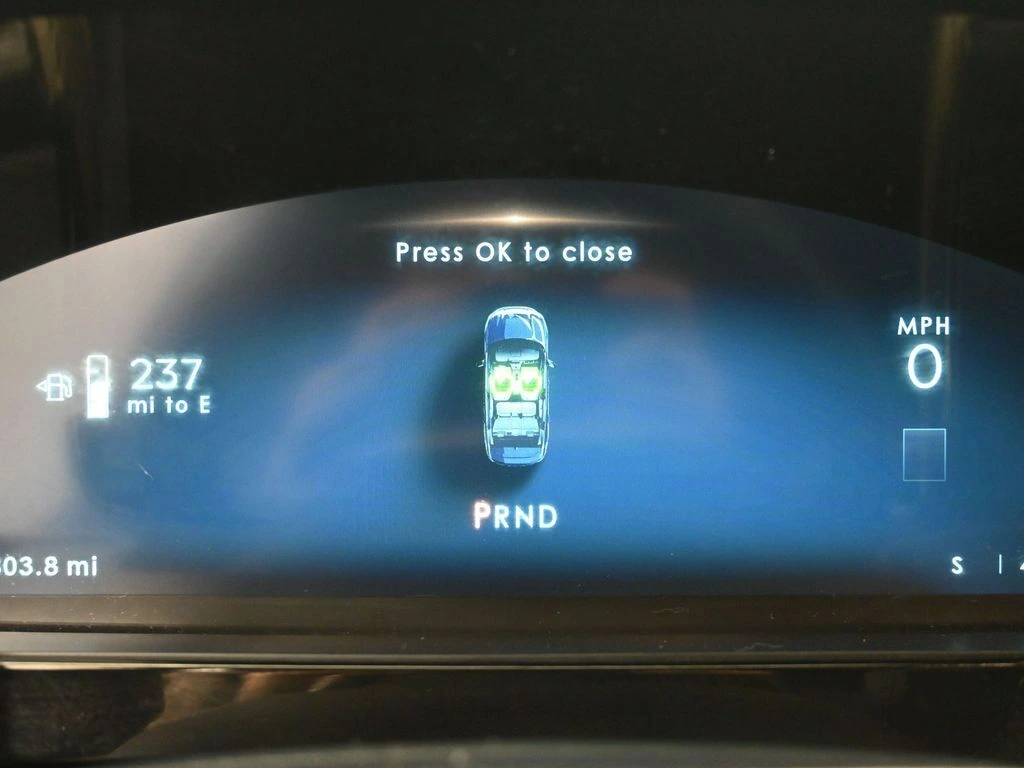 Press OK to close
MPH
0
237
mi to E
PRND
03.8 mi
S